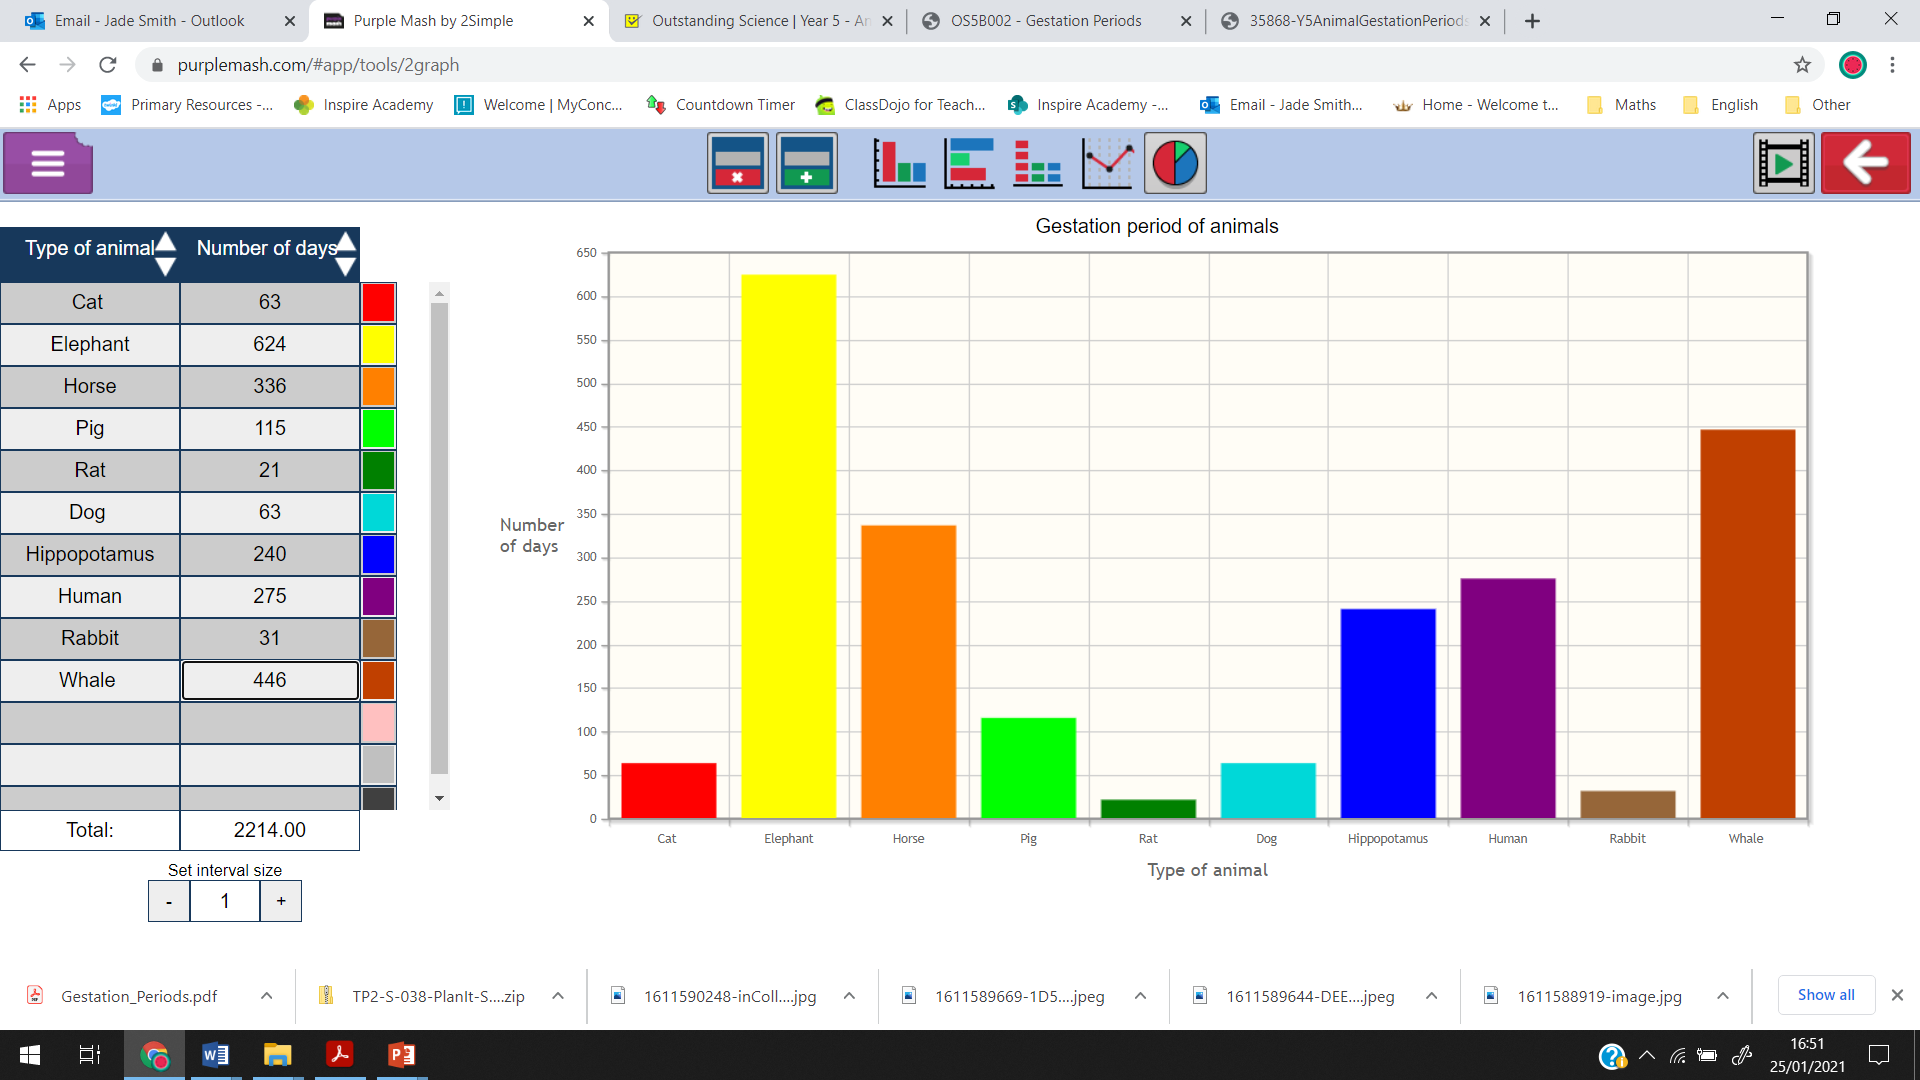 Email - Jade Smith - Outlook
Purple Mash by 2Simple
Outstanding Science | Year 5 - An
OS5B002 - Gestation Periods
35868-Y5AnimalGestationPeriods
purplemash.com/#app/tools/2graph
Apps
Primary Resources -...
Inspire Academy
Welcome | MyConc...
Countdown Timer
ClassDojo for Teach...
Inspire Academy -...
Email - Jade Smith...
Home - Welcome t...
Maths
English
Other
Type of animal Number of days
Cat 63
Elephant 624
Horse 336
Pig 115
Rat 21
Dog 63
Hippopotamus 240
Human 275
Rabbit 31
Whale 446
Total: 2214.00
Set interval size
- 1 +
Gestation period of animals
650
600
550
500
450
400
350
300
250
200
150
100
50
0
Number
of days
Cat Elephant Horse Pig Rat Dog Hippopotamus Human Rabbit Whale
Type of animal
Gestation_Periods.pdf
TP2-S-038-PlanIt-S....zip
1611590248-inColl....jpg
1611589669-1D5....jpeg
1611589644-DEE....jpeg
1611588919-image.jpg
Show all
16:51
25/01/2021